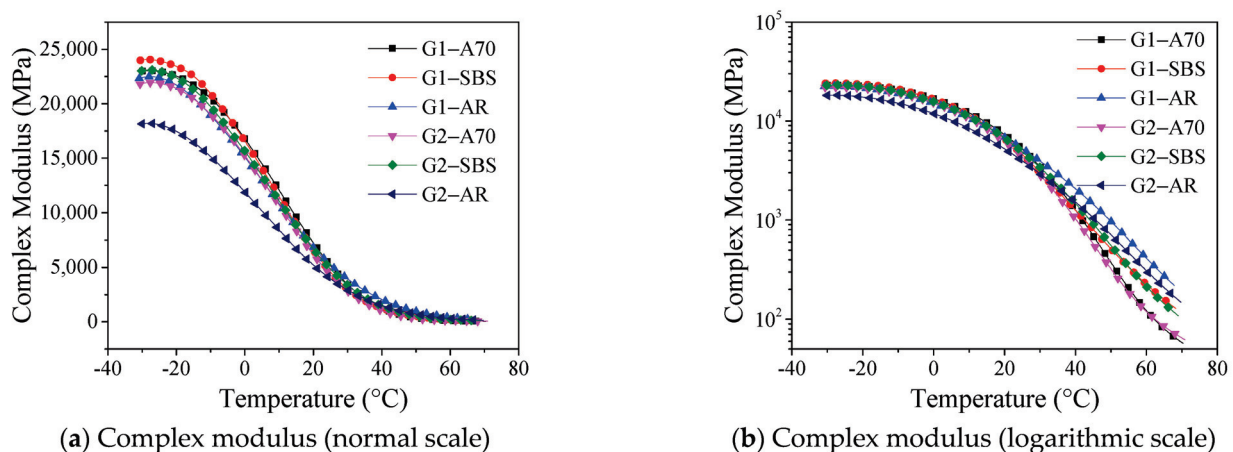 Complex Modulus (MPa)
25,000
20,000
15,000
10,000
5,000
0
-40
-20
0
20
40
60
80
Temperature (°C)
G1–A70
G1–SBS
G1–AR
G2–A70
G2–SBS
G2–AR
(a) Complex modulus (normal scale)
Complex Modulus (MPa)
10^5
10^4
10^3
10^2
-40
-20
0
20
40
60
80
Temperature (°C)
G1–A70
G1–SBS
G1–AR
G2–A70
G2–SBS
G2–AR
(b) Complex modulus (logarithmic scale)